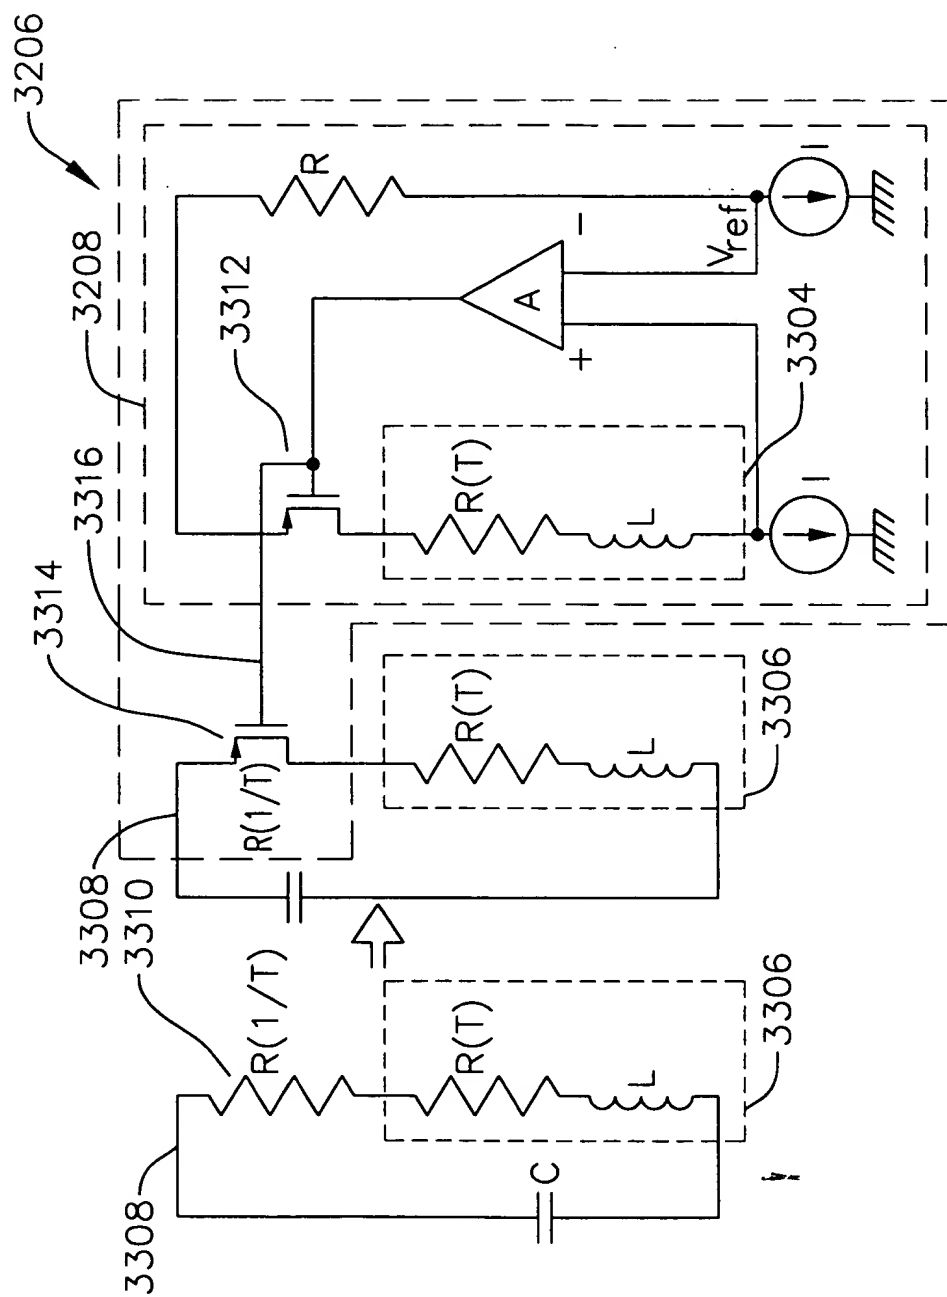 3206
3208
3312
3316
3314
3308
3310
3308
R
V_ref
I
A
−
+
3304
R(T)
L
I
R(1/T)
R(T)
L
3306
R(1/T)
R(T)
L
3306
C